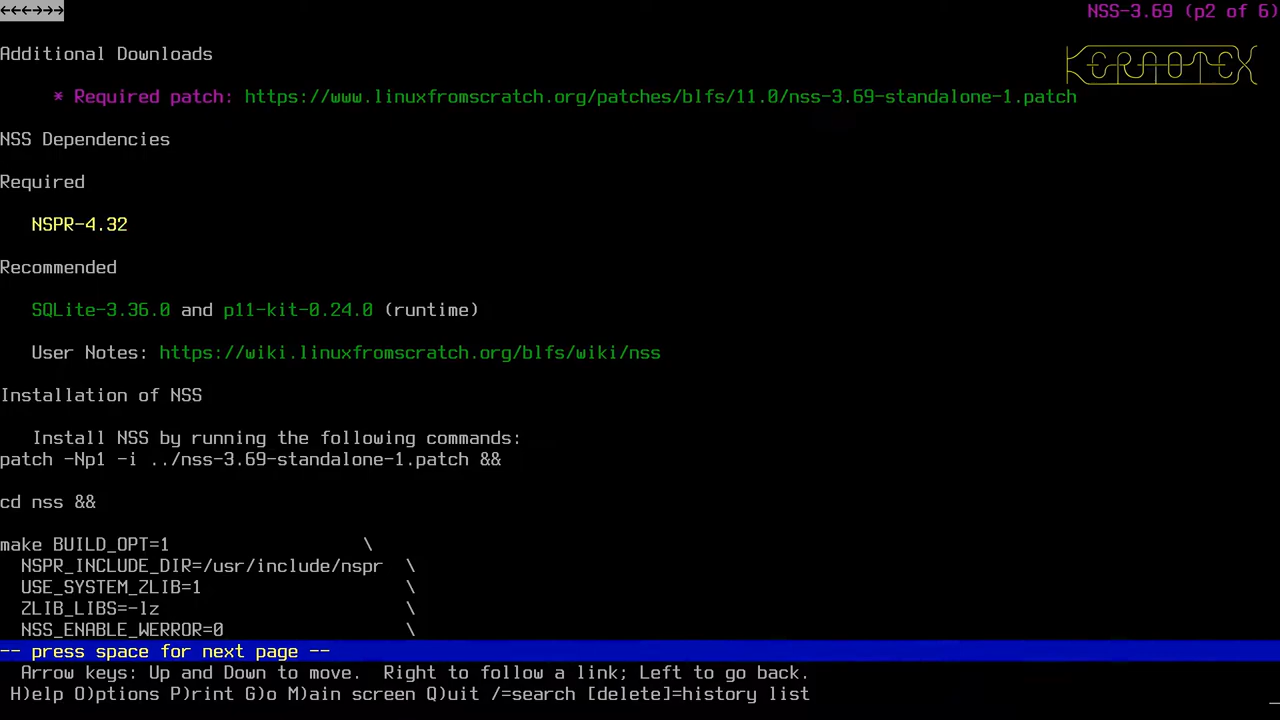 ←←←→→→
NSS-3.69 (p2 of 6)
KERNOTEX
Additional Downloads
* Required patch: https://www.linuxfromscratch.org/patches/blfs/11.0/nss-3.69-standalone-1.patch
NSS Dependencies
Required
NSPR-4.32
Recommended
SQLite-3.36.0 and p11-kit-0.24.0 (runtime)
User Notes: https://wiki.linuxfromscratch.org/blfs/wiki/nss
Installation of NSS
Install NSS by running the following commands:
patch -Np1 -i ../nss-3.69-standalone-1.patch &&
cd nss &&
make BUILD_OPT=1 \
NSPR_INCLUDE_DIR=/usr/include/nspr \
USE_SYSTEM_ZLIB=1 \
ZLIB_LIBS=-lz \
NSS_ENABLE_WERROR=0 \
-- press space for next page --
Arrow keys: Up and Down to move. Right to follow a link; Left to go back.
H)elp O)ptions P)rint G)o M)ain screen Q)uit /=search [delete]=history list